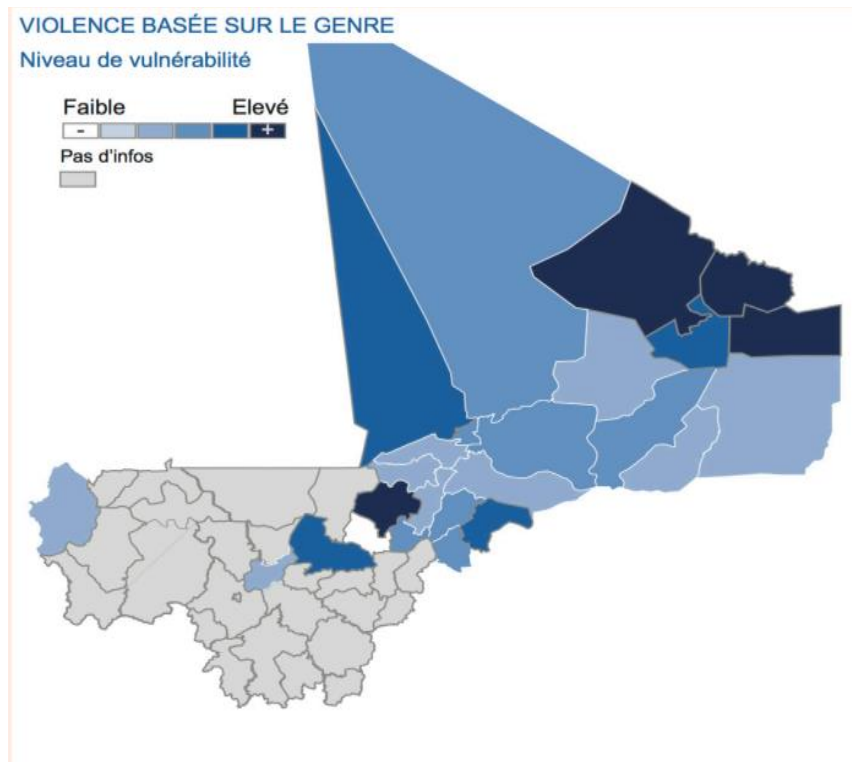 VIOLENCE BASÉE SUR LE GENRE
Niveau de vulnérabilité
Faible Elevé
- +
Pas d'infos